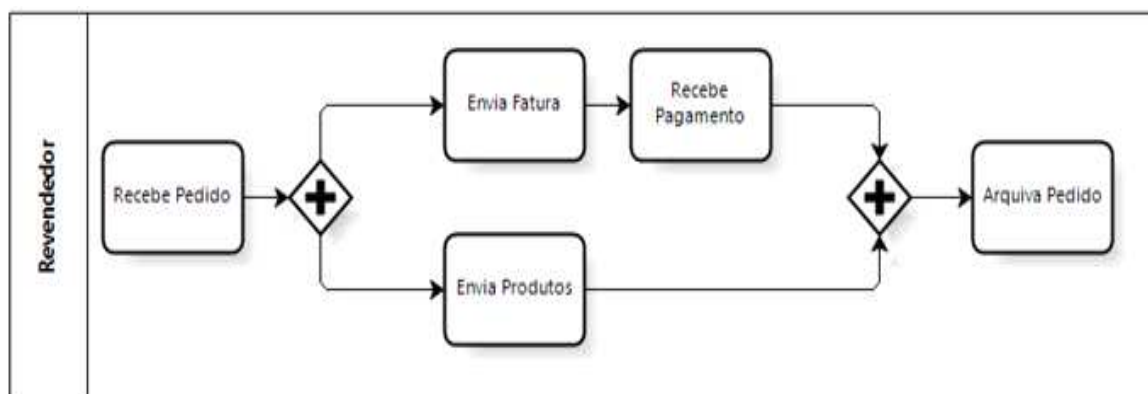 Revendedor
Recebe Pedido
Envia Fatura
Recebe
Pagamento
Envia Produtos
Arquiva Pedido